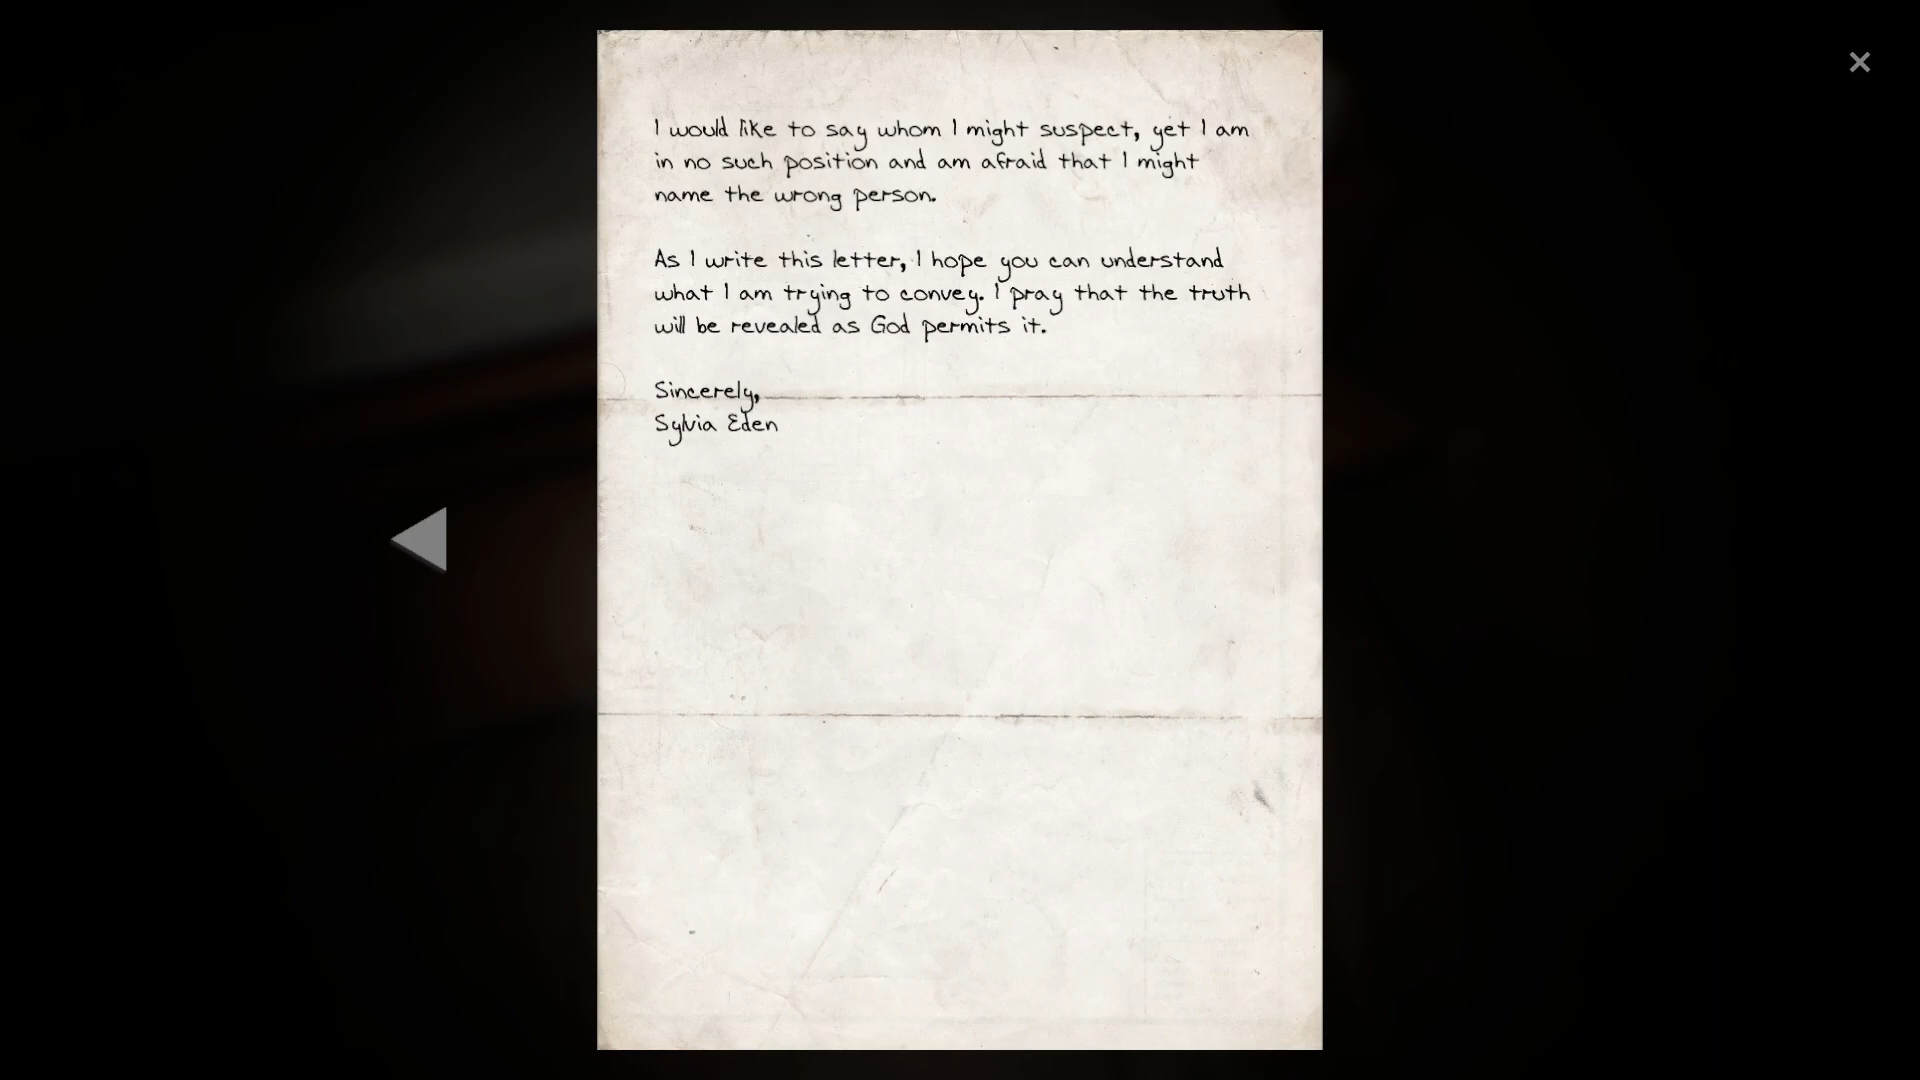 I would like to say whom I might suspect, yet I am
in no such position and am afraid that I might
name the wrong person.
As I write this letter, I hope you can understand
what I am trying to convey. I pray that the truth
will be revealed as God permits it.
Sincerely,
Sylvia Eden